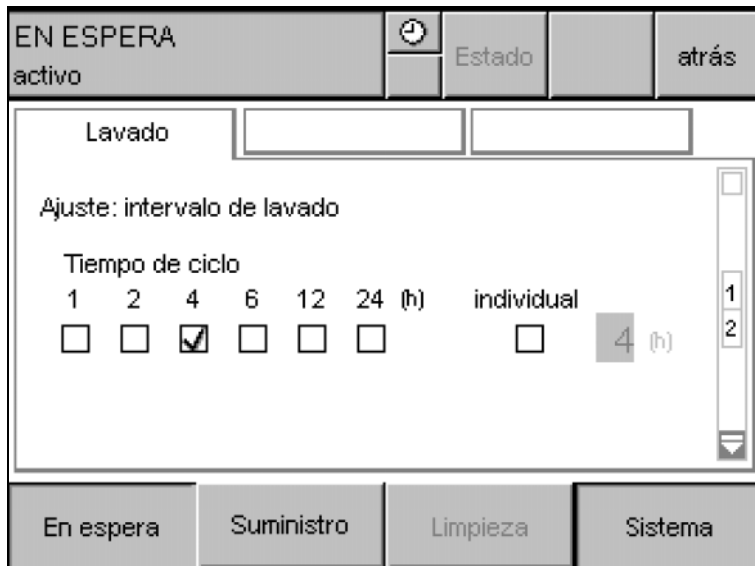 EN ESPERA
activo
Estado
atrás
Lavado
Ajuste: intervalo de lavado
Tiempo de ciclo
1 2 4 6 12 24 (h) individual
4 (h)
1
2
En espera Suministro Limpieza Sistema